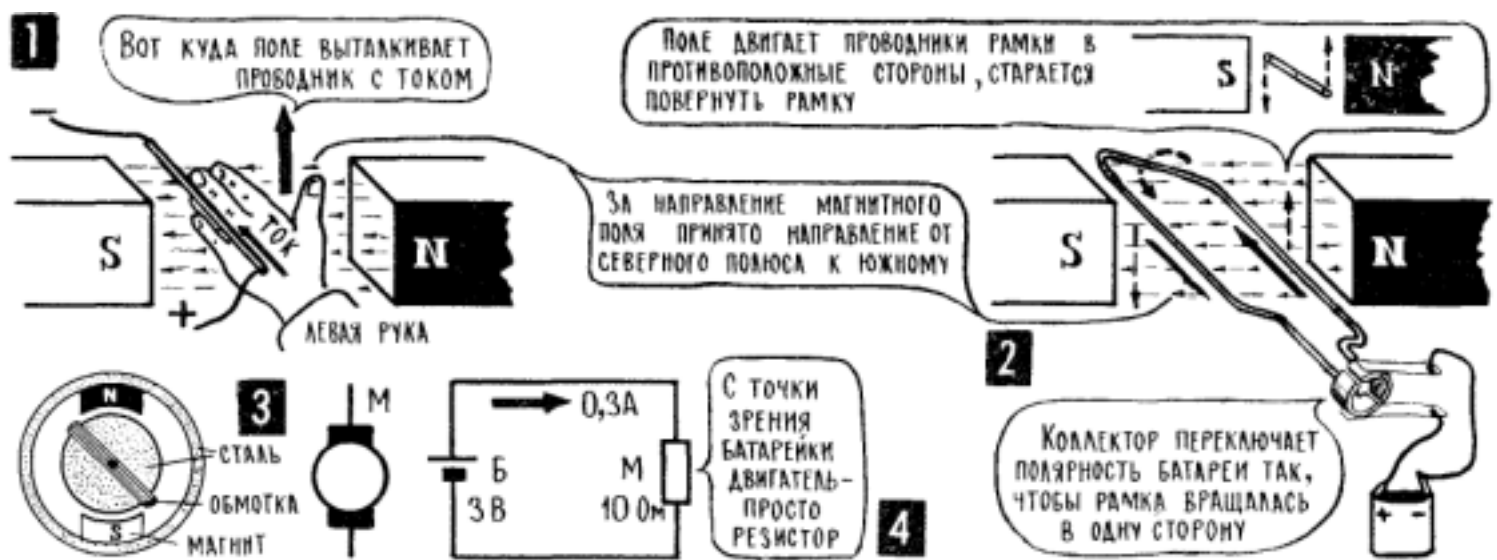 1
Вот куда поле выталкивает
проводник с током
Поле двигает проводники рамки в
противоположные стороны, старается
повернуть рамку
S
N
−
S
ТОК
N
+
Левая рука
За направление магнитного
поля принято направление от
северного полюса к южному
S
N
2
Коллектор переключает
полярность батареи так,
чтобы рамка вращалась
в одну сторону
+ −
3
N
S
сталь
обмотка
магнит
М
0,3А
Б
3В
М
10 Ом
С точки
зрения
батарейки
двигатель-
просто
резистор
4